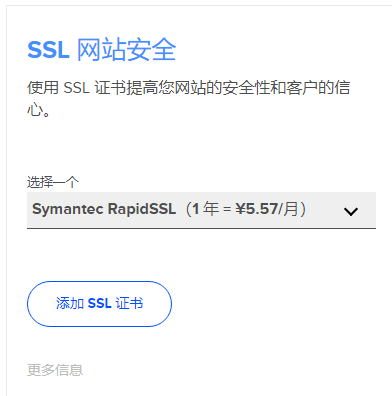 SSL 网站安全
使用 SSL 证书提高您网站的安全性和客户的信
心。
选择一个
Symantec RapidSSL（1 年 = ¥5.57/月）
添加 SSL 证书
更多信息